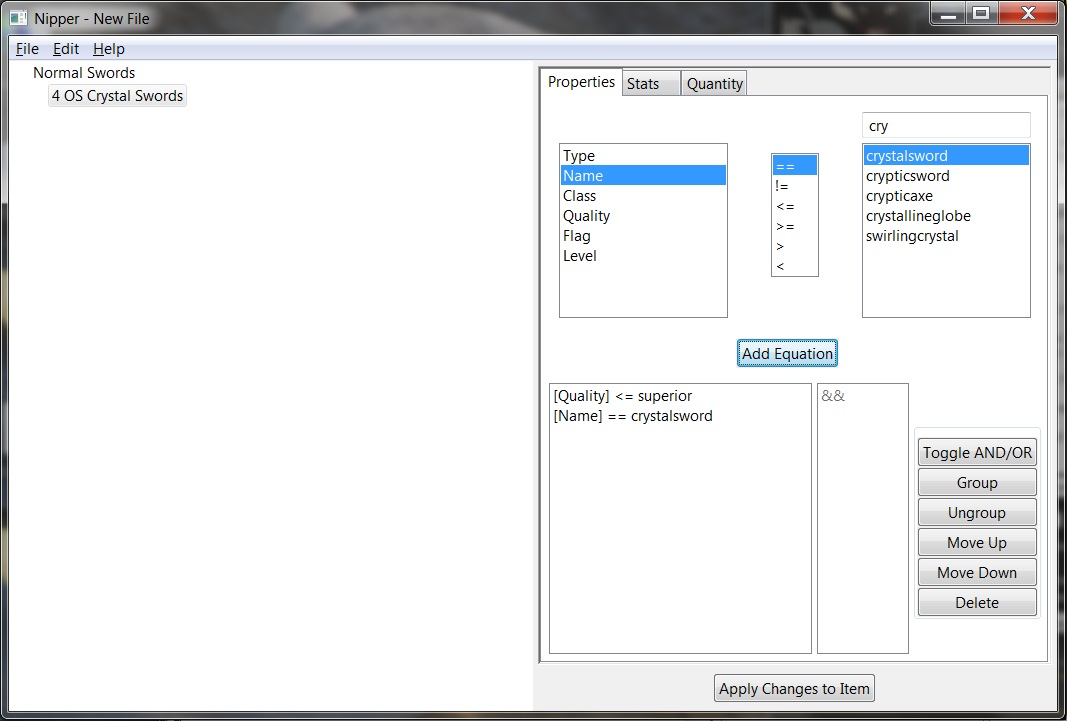 Nipper - New File
File Edit Help
Normal Swords
4 OS Crystal Swords
Properties Stats Quantity
cry
Type
Name
Class
Quality
Flag
Level
==
!=
<=
>=
>
<
crystalsword
crypticsword
crypticaxe
crystallineglobe
swirlingcrystal
Add Equation
[Quality] <= superior
[Name] == crystalsword
&&
Toggle AND/OR
Group
Ungroup
Move Up
Move Down
Delete
Apply Changes to Item